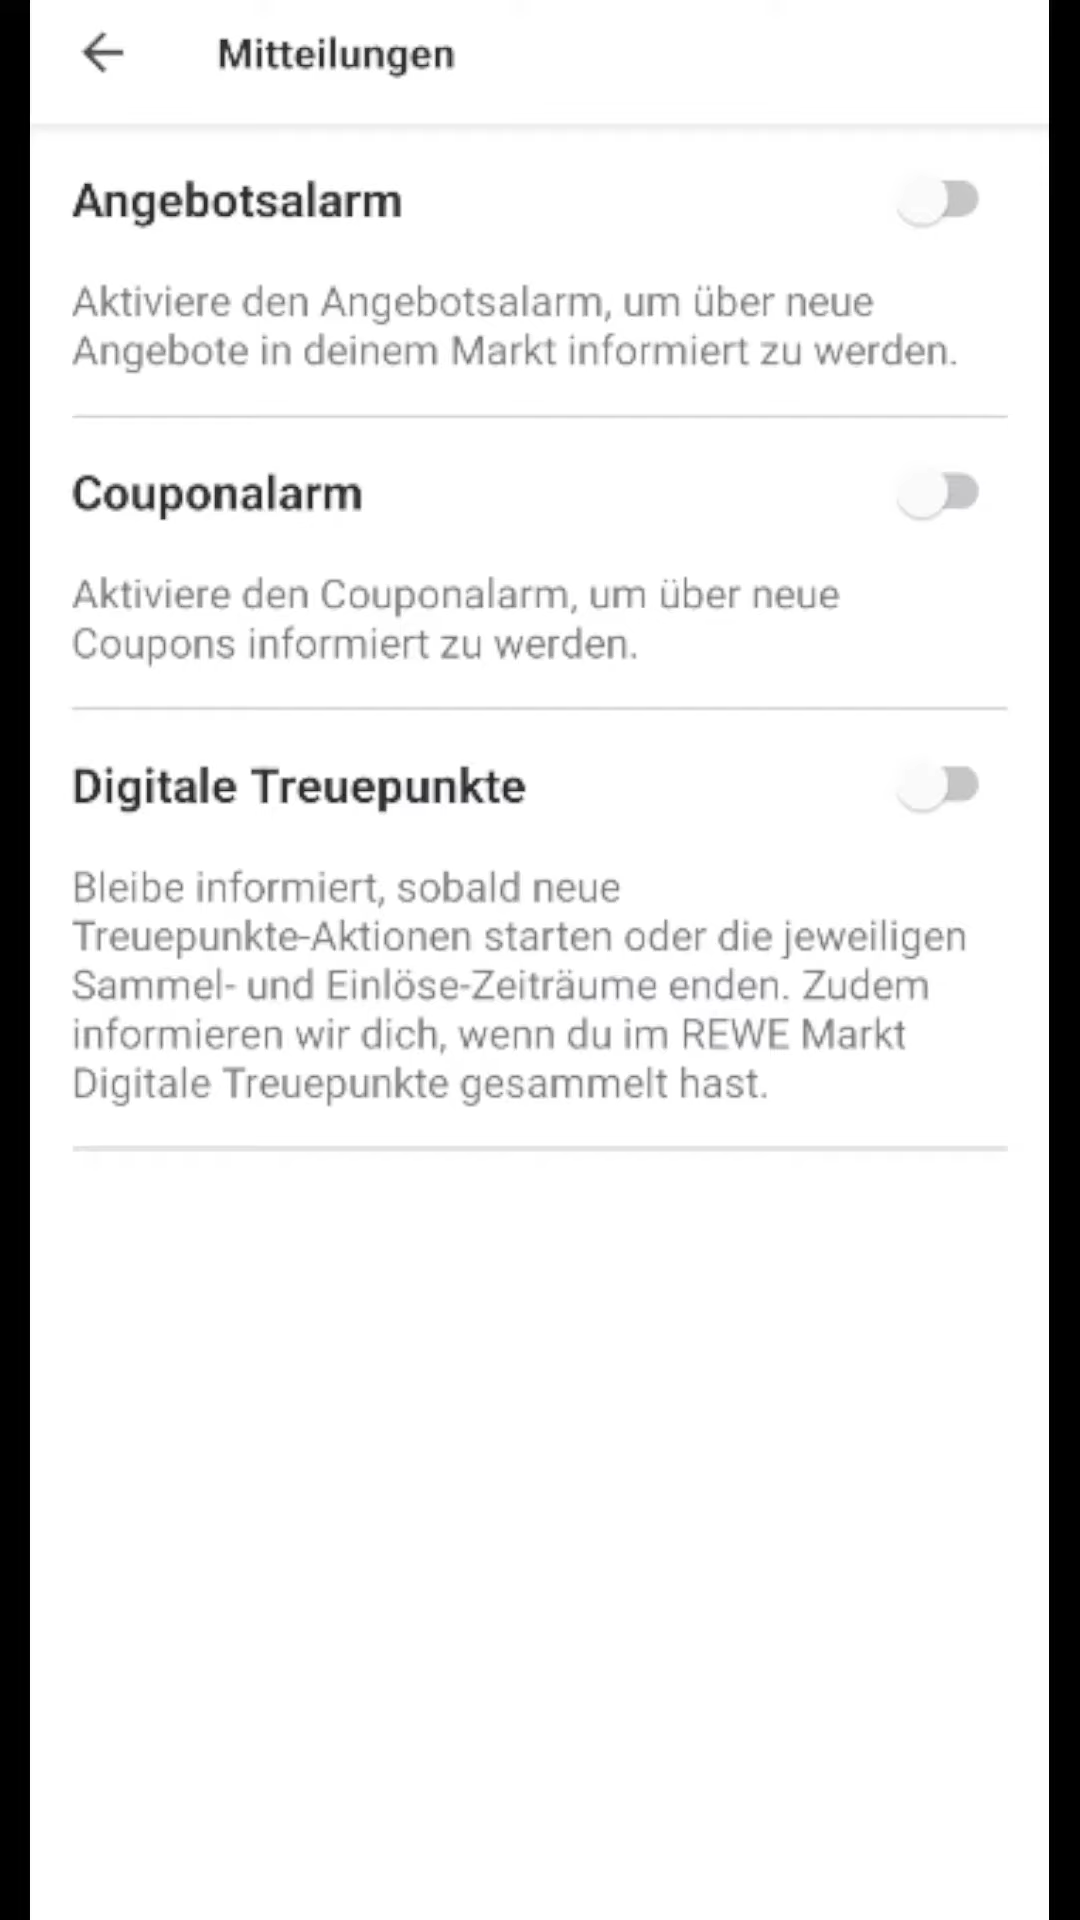 Mitteilungen
Angebotsalarm
Aktiviere den Angebotsalarm, um über neue
Angebote in deinem Markt informiert zu werden.
Couponalarm
Aktiviere den Couponalarm, um über neue
Coupons informiert zu werden.
Digitale Treuepunkte
Bleibe informiert, sobald neue
Treuepunkte-Aktionen starten oder die jeweiligen
Sammel- und Einlöse-Zeiträume enden. Zudem
informieren wir dich, wenn du im REWE Markt
Digitale Treuepunkte gesammelt hast.